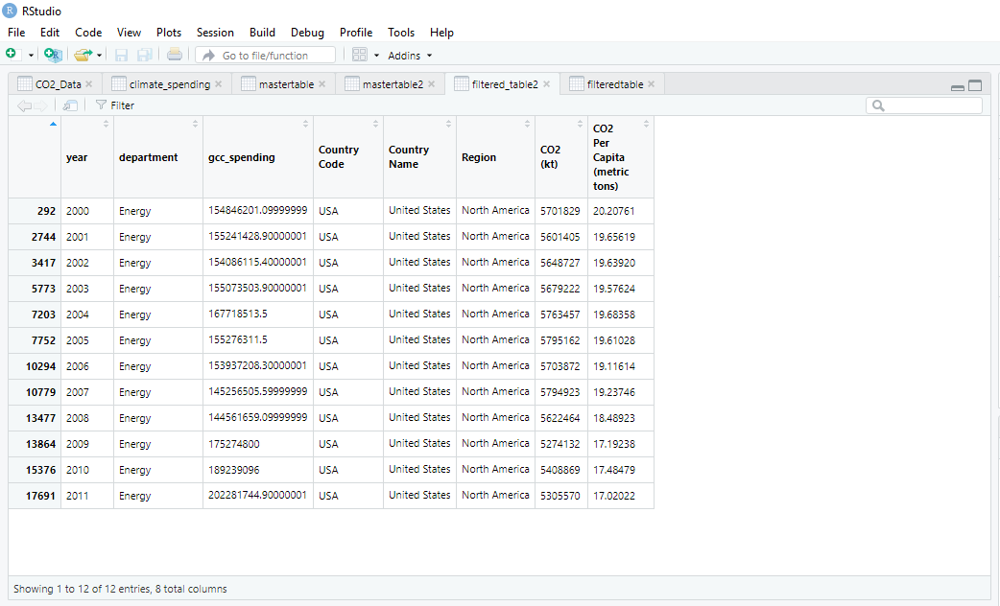 RStudio
File Edit Code View Plots Session Build Debug Profile Tools Help
Go to file/function Addins
CO2_Data climate_spending mastertable mastertable2 filtered_table2 filteredtable
Filter
year department gcc_spending Country Code Country Name Region CO2 (kt) CO2 Per Capita (metric tons)
292 2000 Energy 154846201.09999999 USA United States North America 5701829 20.20761
2744 2001 Energy 155241428.90000001 USA United States North America 5601405 19.65619
3417 2002 Energy 154086115.40000001 USA United States North America 5648727 19.63920
5773 2003 Energy 155073503.90000001 USA United States North America 5679222 19.57624
7203 2004 Energy 167718513.5 USA United States North America 5763457 19.68358
7752 2005 Energy 155276311.5 USA United States North America 5795162 19.61028
10294 2006 Energy 153937208.30000001 USA United States North America 5703872 19.11614
10779 2007 Energy 145256505.59999999 USA United States North America 5794923 19.23746
13477 2008 Energy 144561659.09999999 USA United States North America 5622464 18.48923
13864 2009 Energy 175274800 USA United States North America 5274132 17.19238
15376 2010 Energy 189239096 USA United States North America 5408869 17.48479
17691 2011 Energy 202281744.90000001 USA United States North America 5305570 17.02022
Showing 1 to 12 of 12 entries, 8 total columns